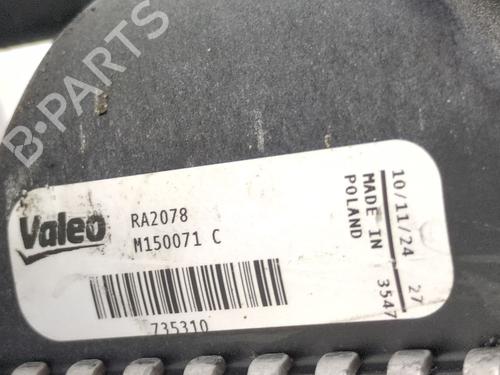 B-PARTS
Valeo
RA2078
M150071 C
735310
MADE IN
POLAND
10/11/24 27
3547